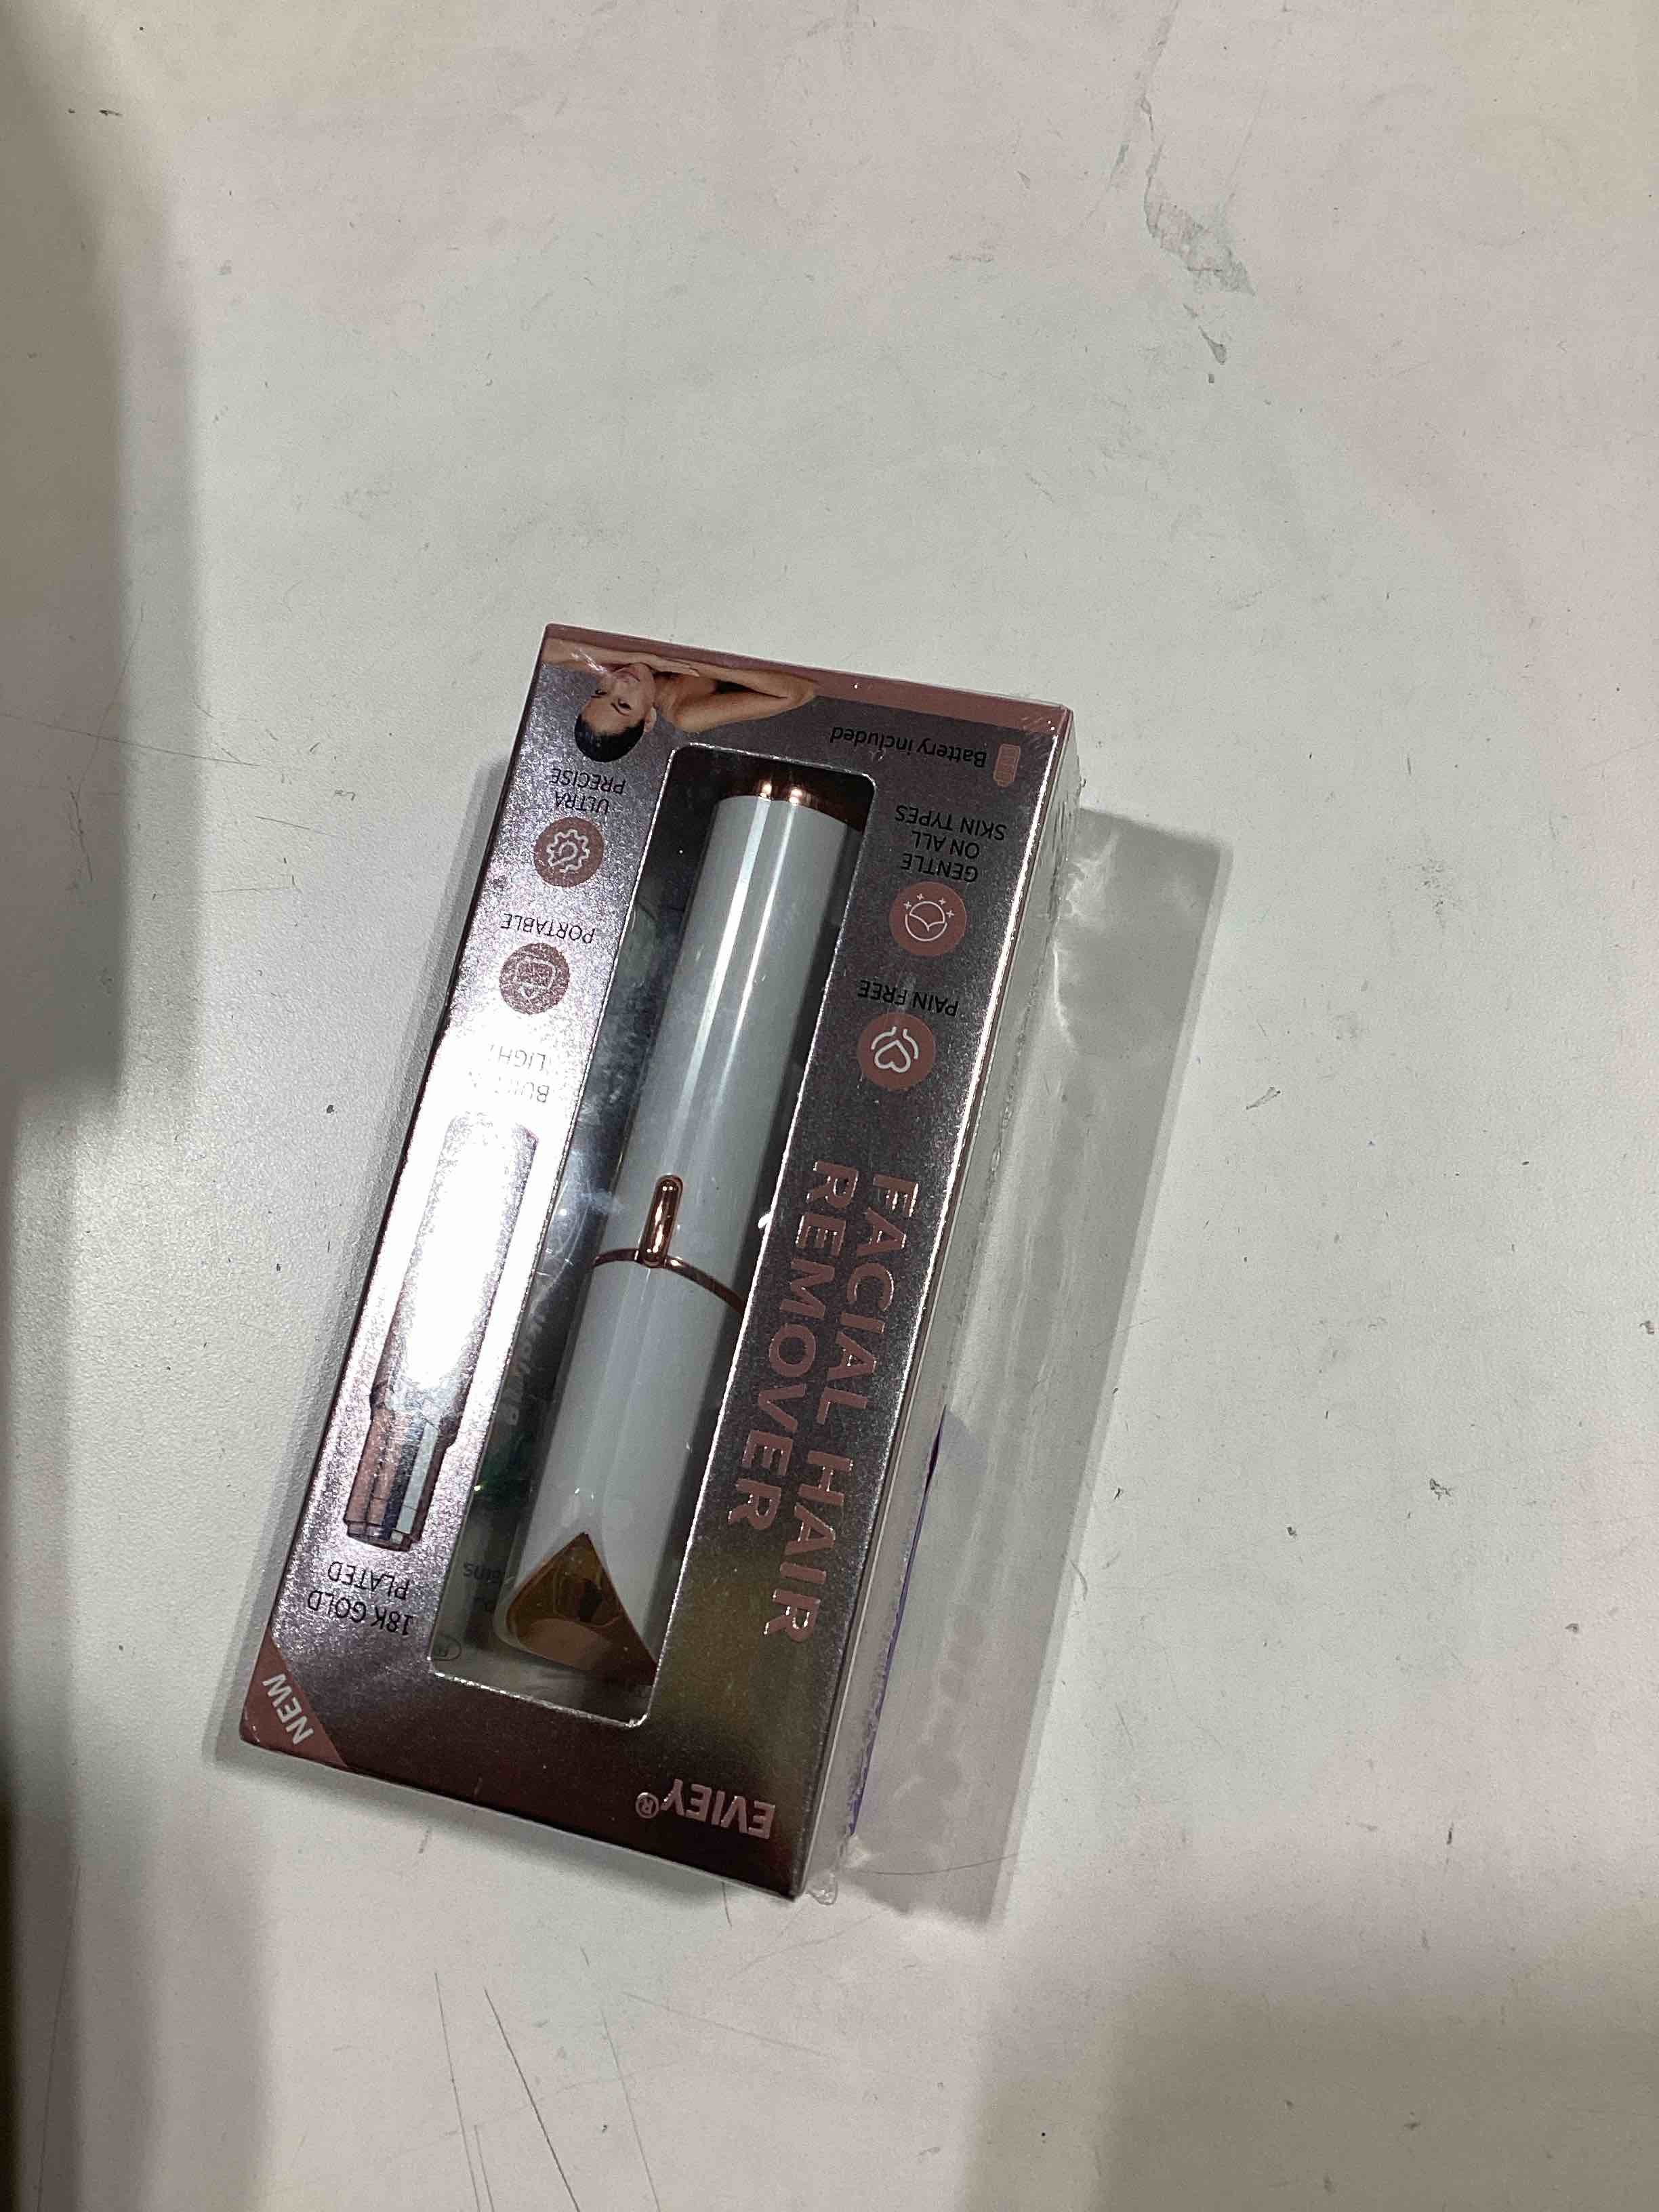 EVIEY®
NEW
18K GOLD
PLATED
FACIAL HAIR
REMOVER
LIGHT
PAIN FREE
PORTABLE
GENTLE
ON ALL
SKIN TYPES
ULTRA
PRECISE
Battery included